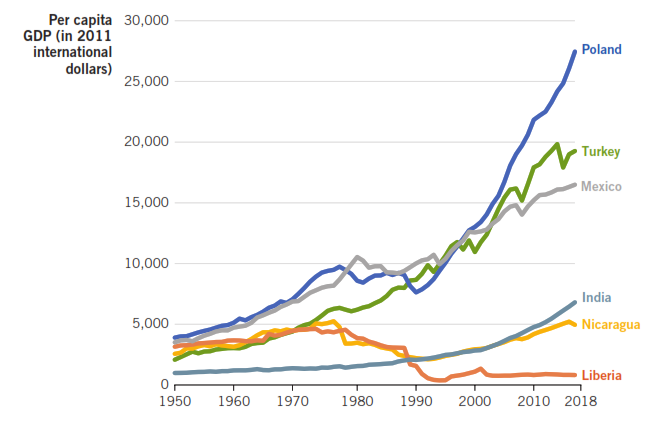 Per capita
GDP (in 2011
international
dollars)
30,000
25,000
20,000
15,000
10,000
5,000
0
Poland
Turkey
Mexico
India
Nicaragua
Liberia
1950 1960 1970 1980 1990 2000 2010 2018